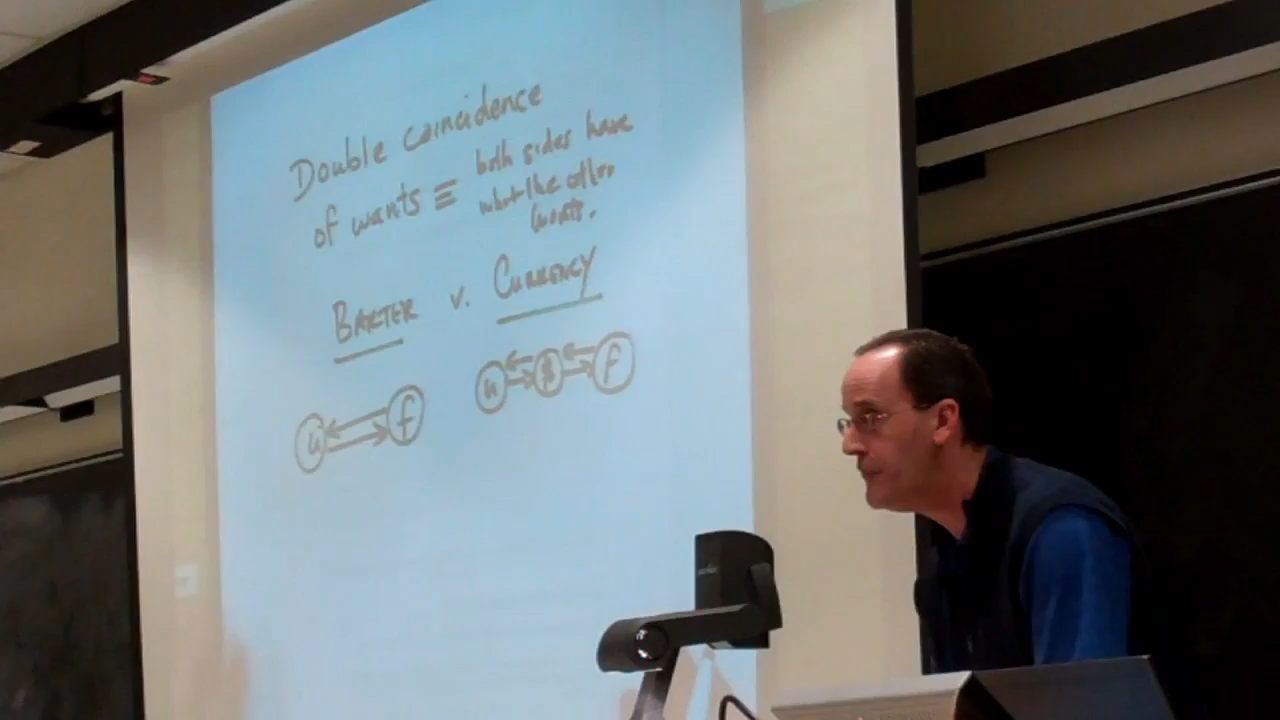 Double coincidence
of wants ≡ both sides have
what the other
wants.
BARTER v. CURRENCY
u f
u $ f